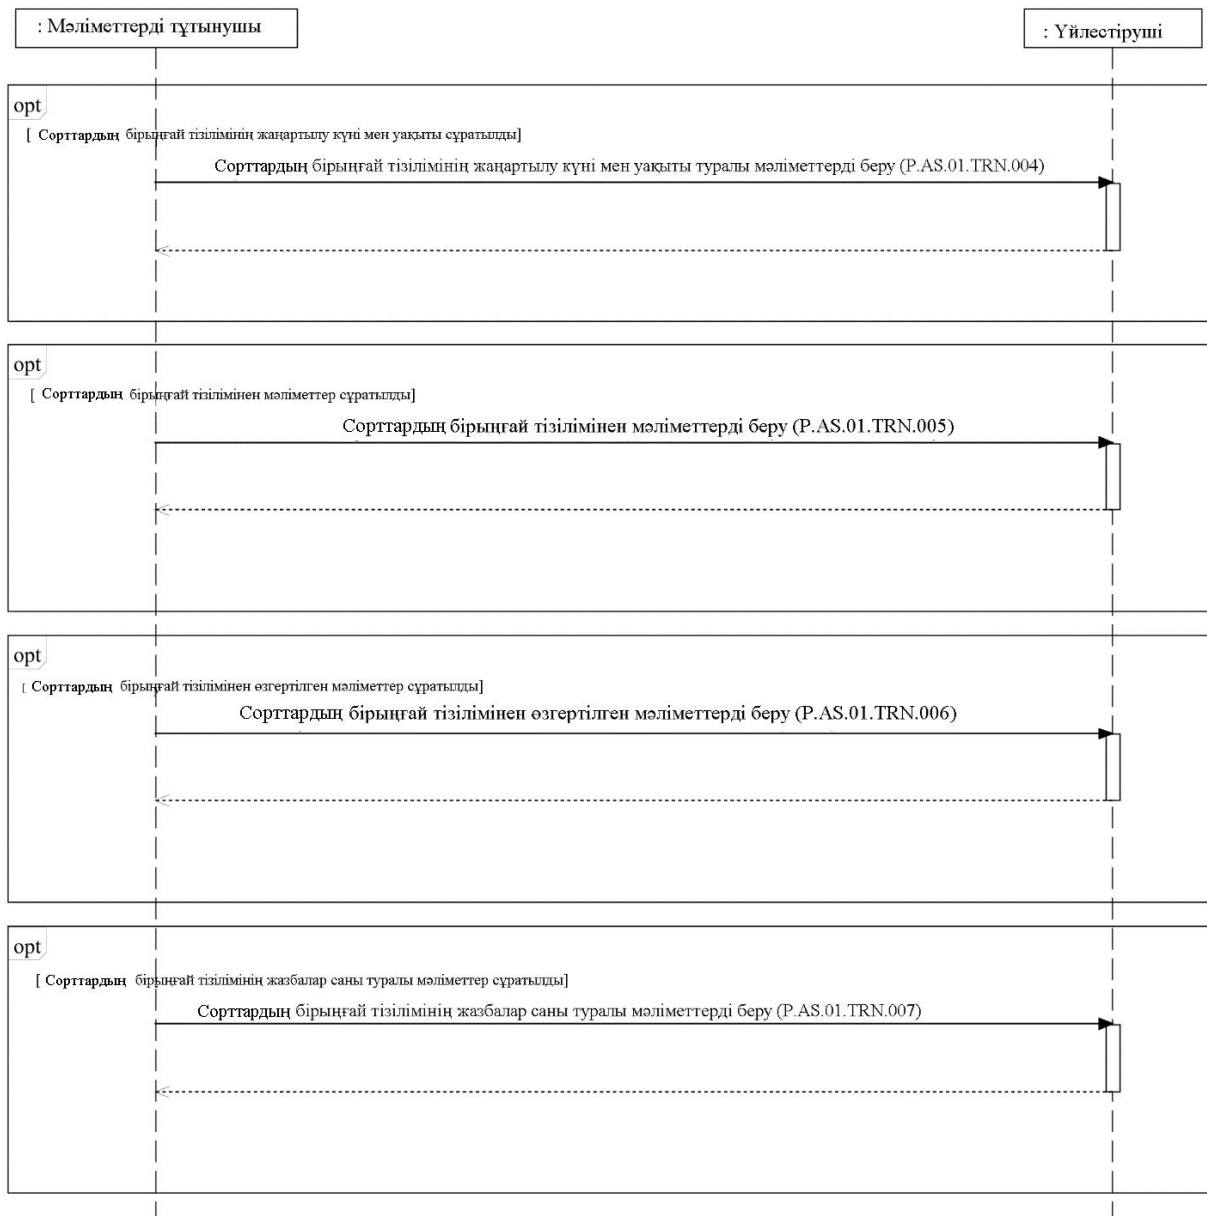 : Мәліметтерді тұтынушы
: Үйлестіруші
opt
[ Сорттардың бірыңғай тізілімінің жаңартылу күні мен уақыты сұратылды]
Сорттардың бірыңғай тізілімінің жаңартылу күні мен уақыты туралы мәліметтерді беру (P.AS.01.TRN.004)
opt
[ Сорттардың бірыңғай тізілімінен мәліметтер сұратылды]
Сорттардың бірыңғай тізілімінен мәліметтерді беру (P.AS.01.TRN.005)
opt
[ Сорттардың бірыңғай тізілімінен өзгертілген мәліметтер сұратылды]
Сорттардың бірыңғай тізілімінен өзгертілген мәліметтерді беру (P.AS.01.TRN.006)
opt
[ Сорттардың бірыңғай тізілімінің жазбалар саны туралы мәліметтер сұратылды]
Сорттардың бірыңғай тізілімінің жазбалар саны туралы мәліметтерді беру (P.AS.01.TRN.007)